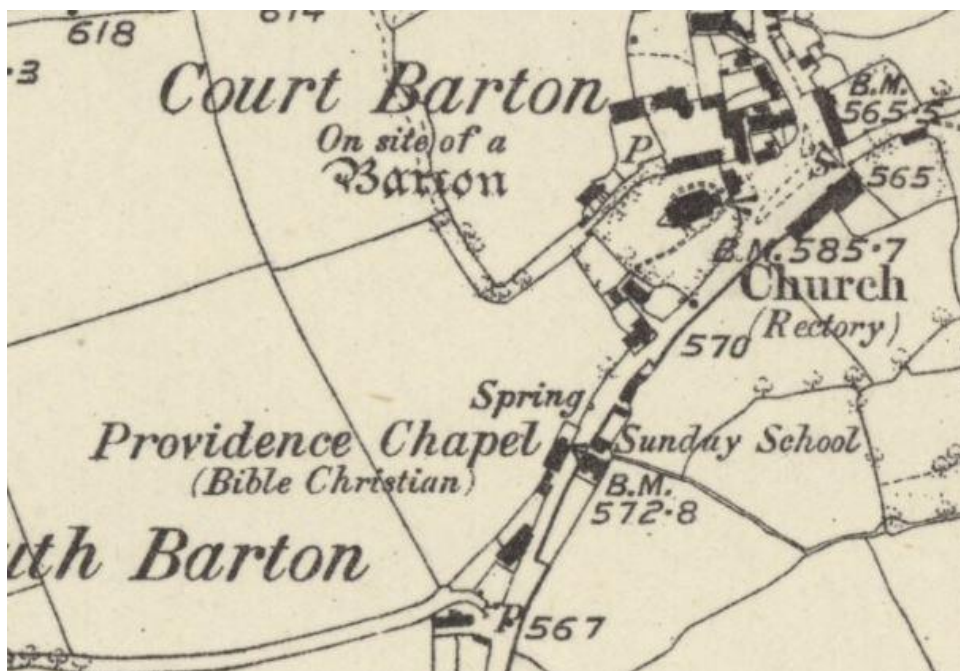 618
614
·3
Court Barton
On site of a
Barton
P
B.M.
565·5
565
B.M. 585·7
Church
(Rectory)
570
Spring
Providence Chapel
(Bible Christian)
Sunday School
B.M.
572·8
uth Barton
P
567